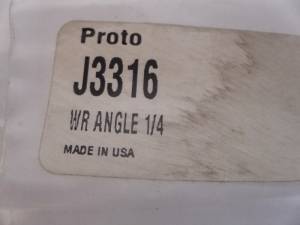 Proto
J3316
WR ANGLE 1/4
MADE IN USA